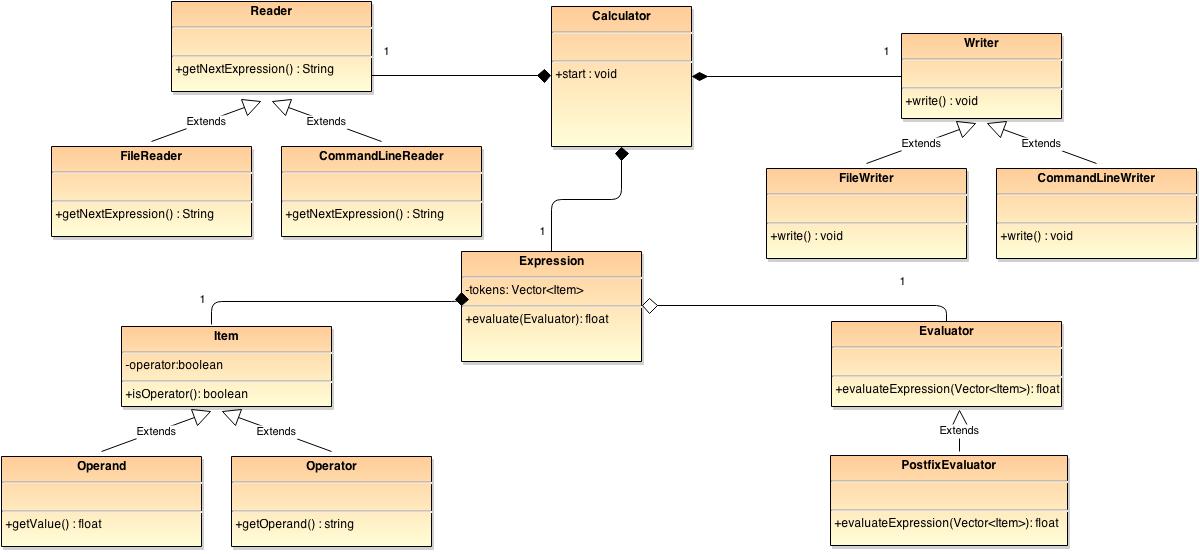 Reader
+getNextExpression() : String
1
Calculator
+start : void
1
Writer
+write() : void
Extends
Extends
Extends
Extends
FileReader
+getNextExpression() : String
CommandLineReader
+getNextExpression() : String
FileWriter
+write() : void
CommandLineWriter
+write() : void
1
Expression
-tokens: Vector<Item>
+evaluate(Evaluator): float
1
1
Item
-operator:boolean
+isOperator(): boolean
Evaluator
+evaluateExpression(Vector<Item>): float
Extends
Extends
Extends
Operand
+getValue() : float
Operator
+getOperand() : string
PostfixEvaluator
+evaluateExpression(Vector<Item>): float